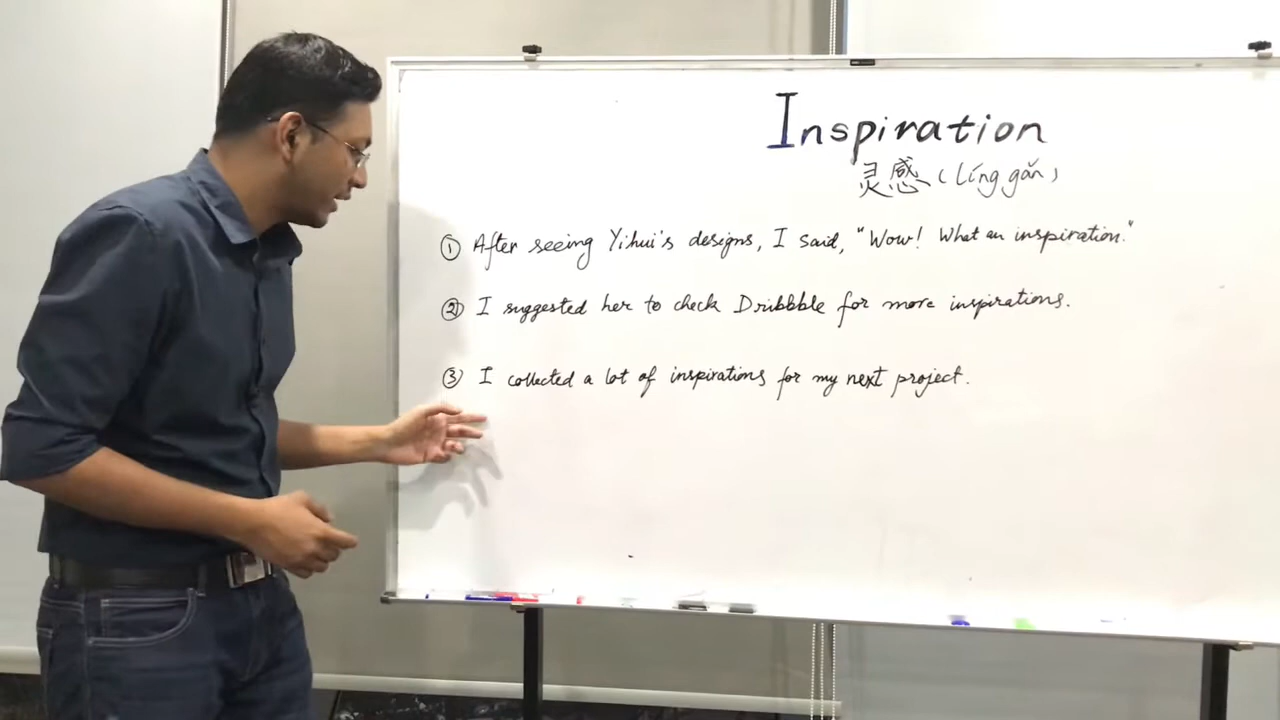 Inspiration
灵感 (líng gǎn)
① After seeing Yihui's designs, I said, "Wow! What an inspiration."
② I suggested her to check Dribbble for more inspirations.
③ I collected a lot of inspirations for my next project.